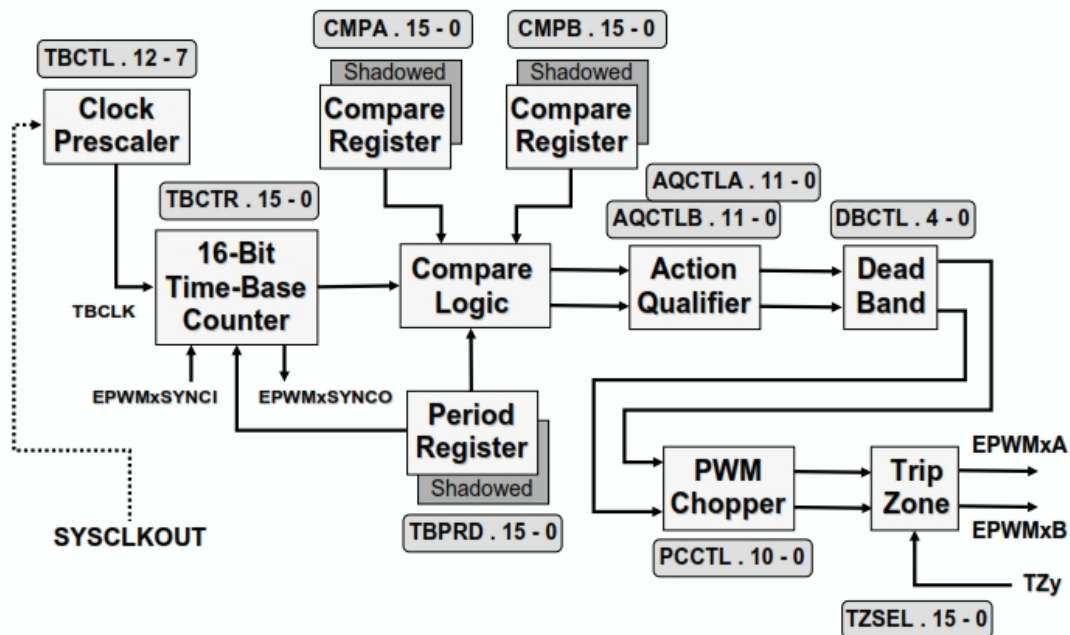 CMPA . 15 - 0
CMPB . 15 - 0
TBCTL . 12 - 7
Shadowed
Shadowed
Clock
Prescaler
Compare
Register
Compare
Register
TBCTR . 15 - 0
AQCTLA . 11 - 0
AQCTLB . 11 - 0
DBCTL . 4 - 0
16-Bit
Time-Base
Counter
Compare
Logic
Action
Qualifier
Dead
Band
TBCLK
EPWMxSYNCI
EPWMxSYNCO
Period
Register
Shadowed
TBPRD . 15 - 0
SYSCLKOUT
PWM
Chopper
Trip
Zone
EPWMxA
EPWMxB
PCCTL . 10 - 0
TZy
TZSEL . 15 - 0